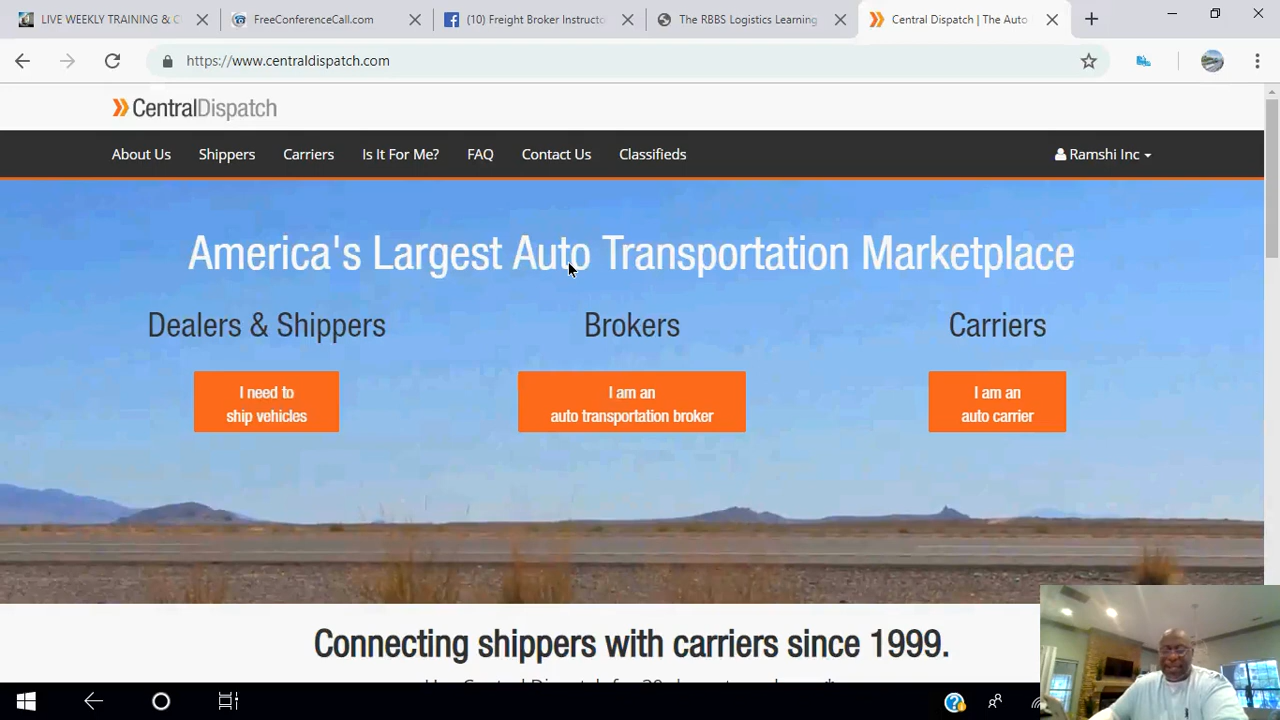 LIVE WEEKLY TRAINING & C
FreeConferenceCall.com
(10) Freight Broker Instructo
The RBBS Logistics Learning
Central Dispatch | The Auto
https://www.centraldispatch.com
CentralDispatch
About Us Shippers Carriers Is It For Me? FAQ Contact Us Classifieds Ramshi Inc
America's Largest Auto Transportation Marketplace
Dealers & Shippers
Brokers
Carriers
I need to
ship vehicles
I am an
auto transportation broker
I am an
auto carrier
Connecting shippers with carriers since 1999.